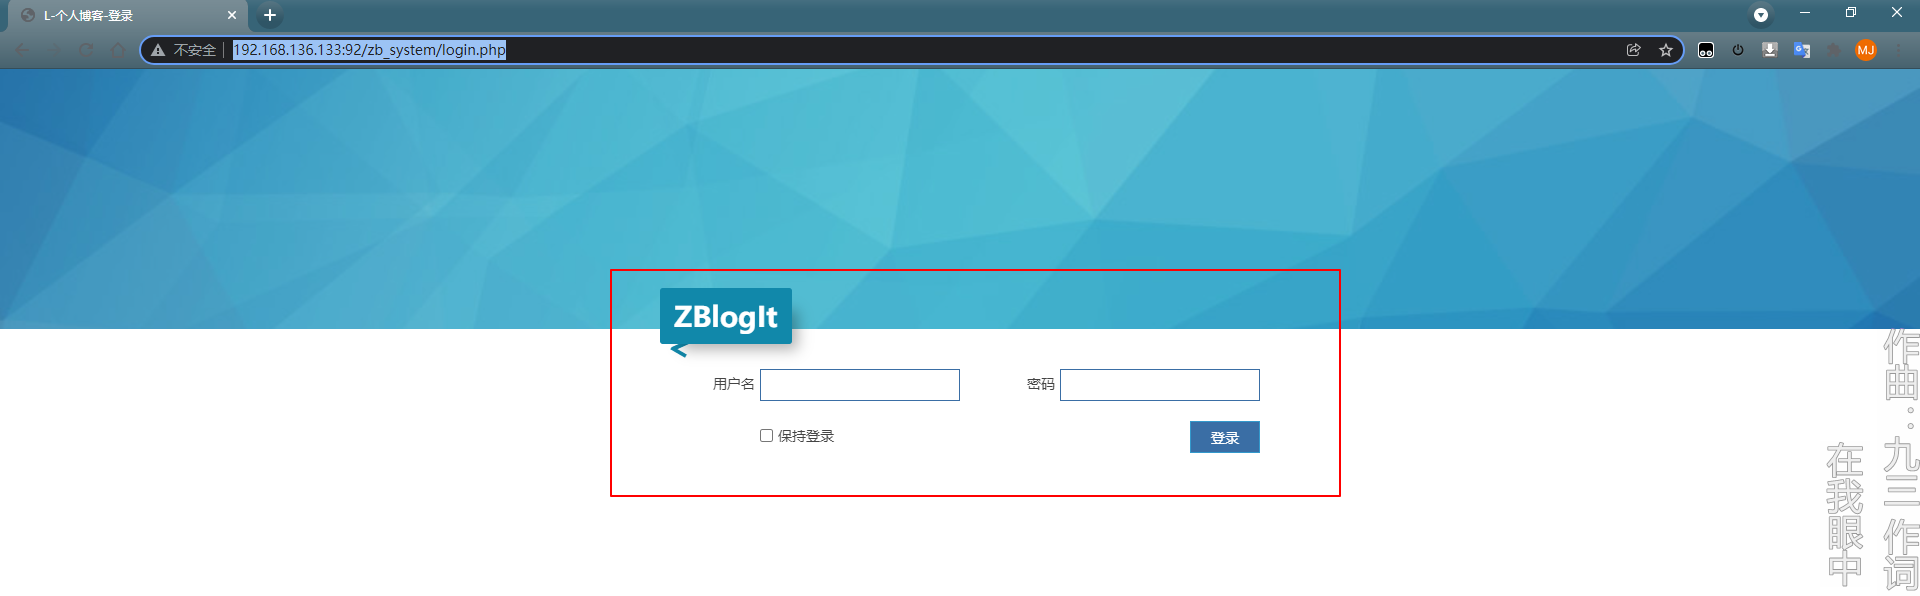 L-个人博客-登录
不安全
192.168.136.133:92/zb_system/login.php
MJ
ZBlogIt
用户名
密码
保持登录
登录
作曲：九三 作词
在我眼中